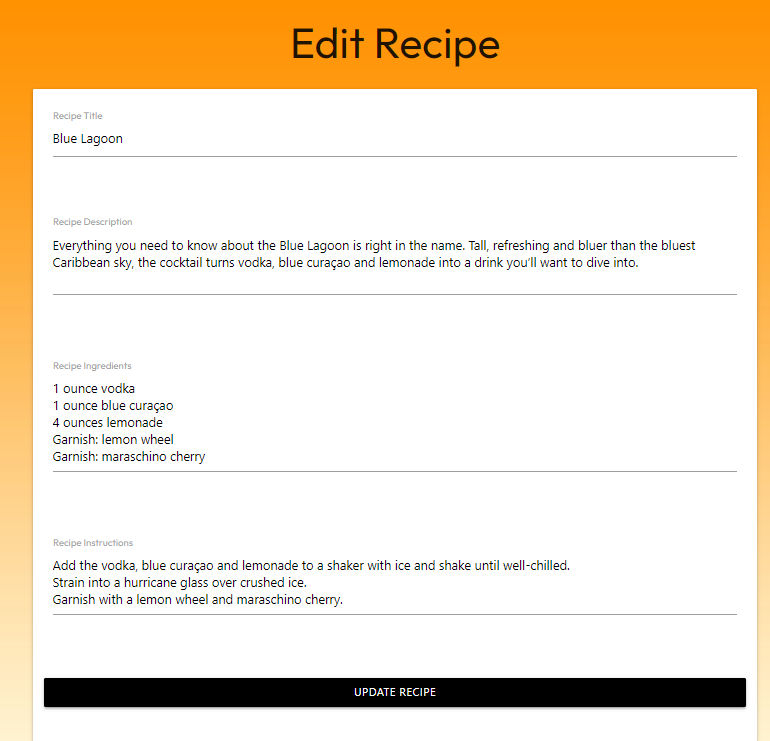 Edit Recipe
Recipe Title
Blue Lagoon
Recipe Description
Everything you need to know about the Blue Lagoon is right in the name. Tall, refreshing and bluer than the bluest
Caribbean sky, the cocktail turns vodka, blue curaçao and lemonade into a drink you'll want to dive into.
Recipe Ingredients
1 ounce vodka
1 ounce blue curaçao
4 ounces lemonade
Garnish: lemon wheel
Garnish: maraschino cherry
Recipe Instructions
Add the vodka, blue curaçao and lemonade to a shaker with ice and shake until well-chilled.
Strain into a hurricane glass over crushed ice.
Garnish with a lemon wheel and maraschino cherry.
UPDATE RECIPE